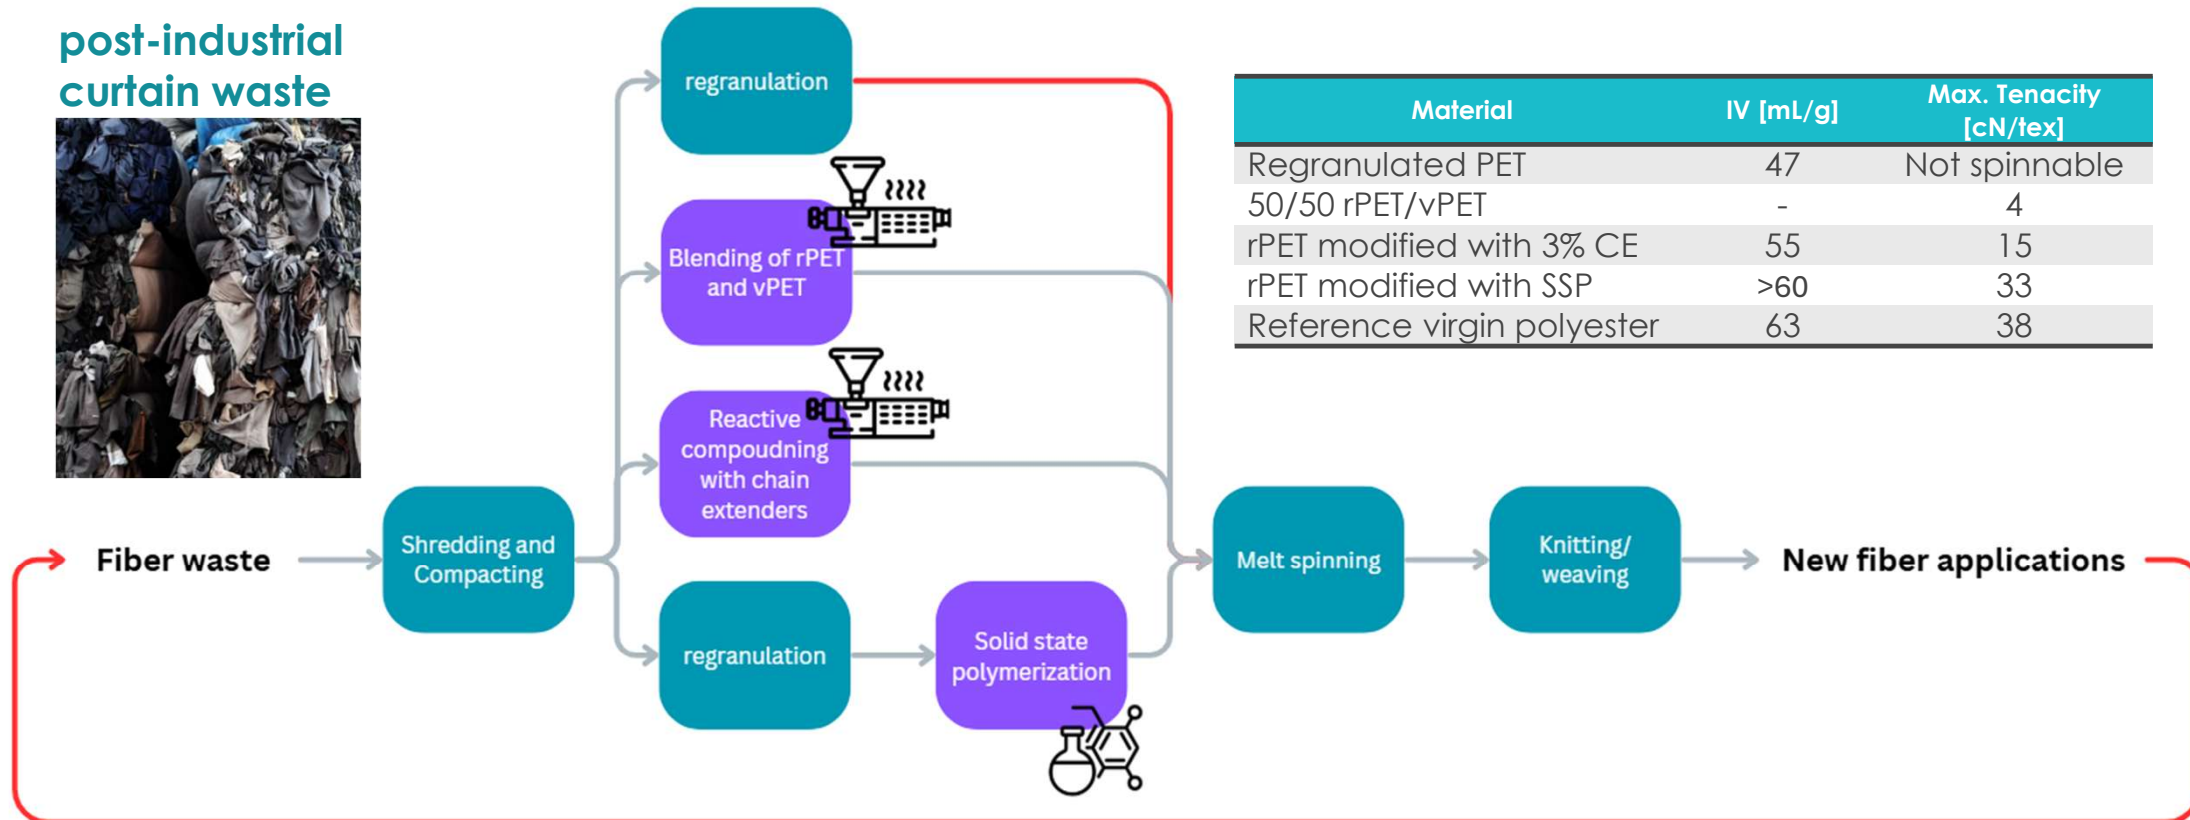 post-industrial
curtain waste
regranulation
Blending of rPET
and vPET
Reactive
compoudning
with chain
extenders
Fiber waste
Shredding and
Compacting
regranulation
Solid state
polymerization
Melt spinning
Knitting/
weaving
New fiber applications
Material IV [mL/g] Max. Tenacity
[cN/tex]
Regranulated PET 47 Not spinnable
50/50 rPET/vPET - 4
rPET modified with 3% CE 55 15
rPET modified with SSP >60 33
Reference virgin polyester 63 38